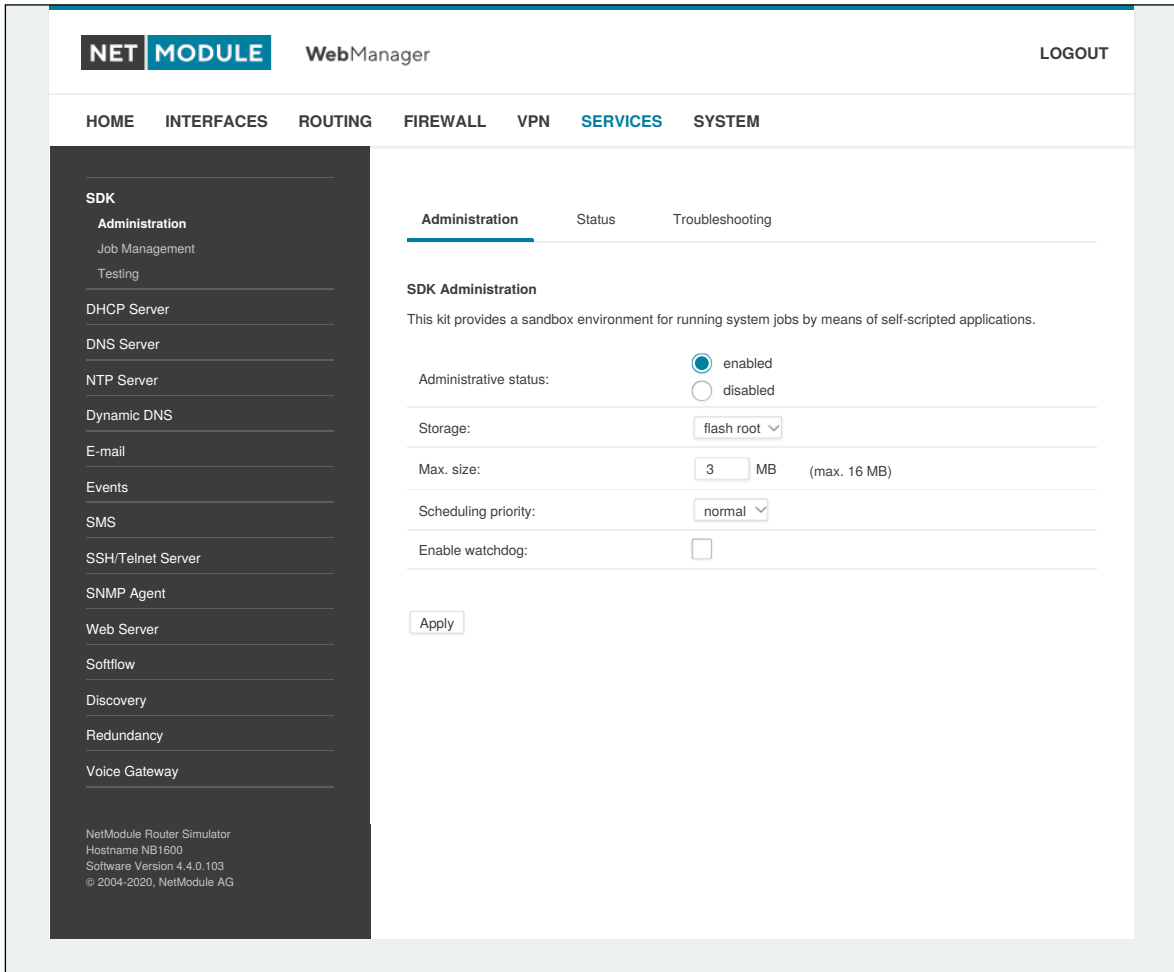 NET MODULE WebManager LOGOUT
HOME INTERFACES ROUTING FIREWALL VPN SERVICES SYSTEM
SDK
Administration
Job Management
Testing
DHCP Server
DNS Server
NTP Server
Dynamic DNS
E-mail
Events
SMS
SSH/Telnet Server
SNMP Agent
Web Server
Softflow
Discovery
Redundancy
Voice Gateway
NetModule Router Simulator
Hostname NB1600
Software Version 4.4.0.103
© 2004-2020, NetModule AG
Administration Status Troubleshooting
SDK Administration
This kit provides a sandbox environment for running system jobs by means of self-scripted applications.
Administrative status:
enabled
disabled
Storage: flash root
Max. size: 3 MB (max. 16 MB)
Scheduling priority: normal
Enable watchdog:
Apply